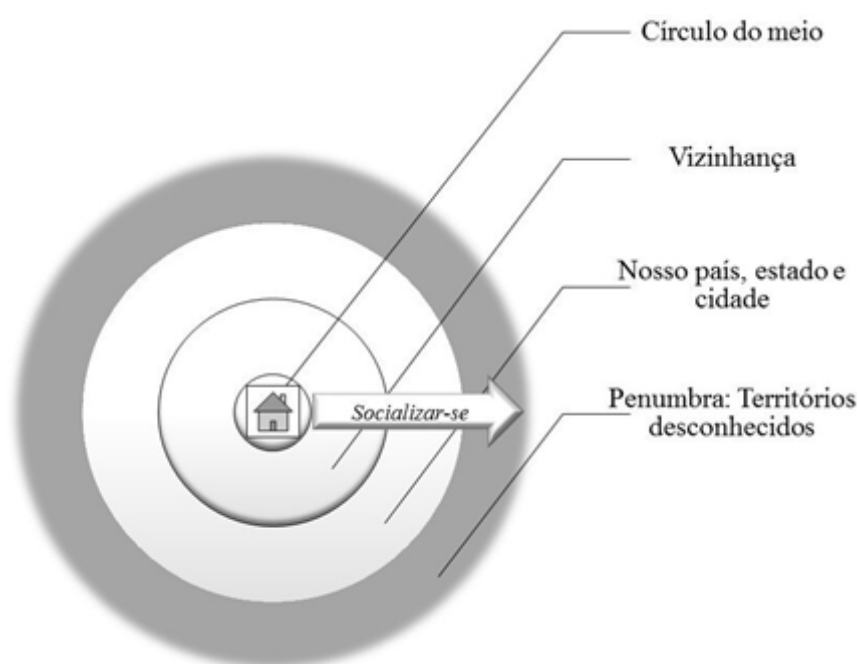 Círculo do meio
Vizinhança
Nosso país, estado e
cidade
Socializar-se
Penumbra: Territórios
desconhecidos